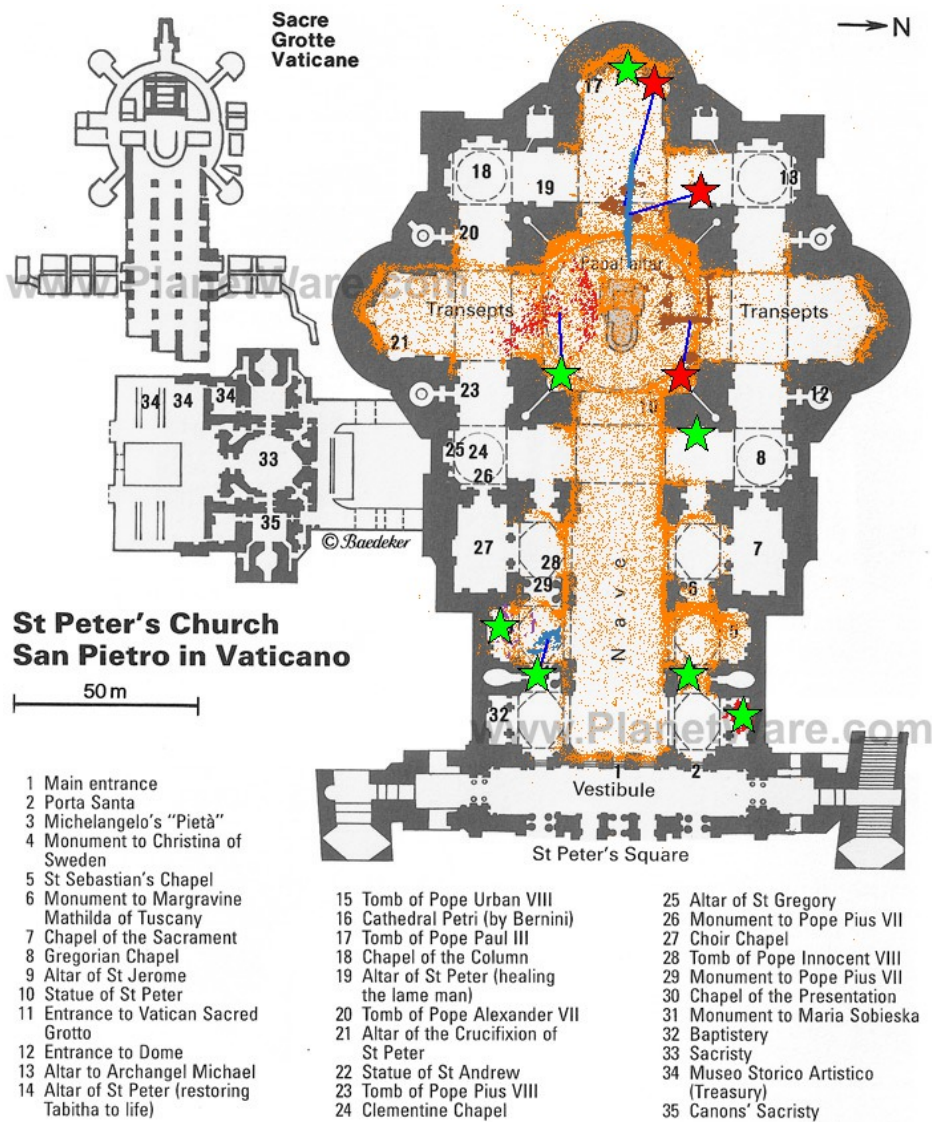 Sacre
Grotte
Vaticane
N
17
18
19
13
20
www.PlanetWare.com
Papal altar
Transepts
Transepts
21
34
34
34
23
12
10
33
25
24
26
8
35
© Baedeker
27
28
29
7
6
5
Nave
St Peter's Church
San Pietro in Vaticano
50 m
32
www.PlanetWare.com
1
2
Vestibule
St Peter's Square
1 Main entrance
2 Porta Santa
3 Michelangelo's "Pietà"
4 Monument to Christina of
Sweden
5 St Sebastian's Chapel
6 Monument to Margravine
Mathilda of Tuscany
7 Chapel of the Sacrament
8 Gregorian Chapel
9 Altar of St Jerome
10 Statue of St Peter
11 Entrance to Vatican Sacred
Grotto
12 Entrance to Dome
13 Altar to Archangel Michael
14 Altar of St Peter (restoring
Tabitha to life)
15 Tomb of Pope Urban VIII
16 Cathedral Petri (by Bernini)
17 Tomb of Pope Paul III
18 Chapel of the Column
19 Altar of St Peter (healing
the lame man)
20 Tomb of Pope Alexander VII
21 Altar of the Crucifixion of
St Peter
22 Statue of St Andrew
23 Tomb of Pope Pius VIII
24 Clementine Chapel
25 Altar of St Gregory
26 Monument to Pope Pius VII
27 Choir Chapel
28 Tomb of Pope Innocent VIII
29 Monument to Pope Pius VII
30 Chapel of the Presentation
31 Monument to Maria Sobieska
32 Baptistery
33 Sacristy
34 Museo Storico Artistico
(Treasury)
35 Canons' Sacristy